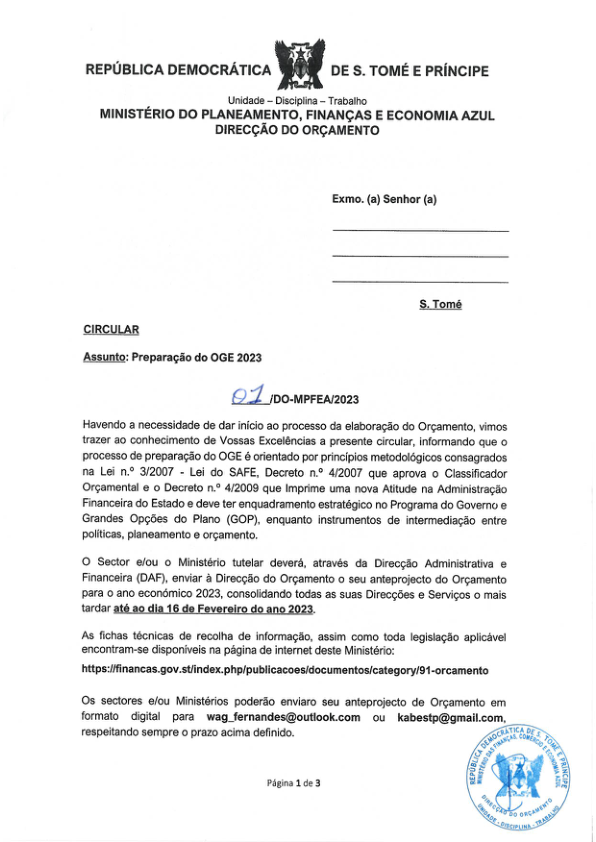 REPÚBLICA DEMOCRÁTICA DE S. TOMÉ E PRÍNCIPE
Unidade – Disciplina – Trabalho
MINISTÉRIO DO PLANEAMENTO, FINANÇAS E ECONOMIA AZUL
DIRECÇÃO DO ORÇAMENTO
Exmo. (a) Senhor (a)
S. Tomé
CIRCULAR
Assunto: Preparação do OGE 2023
01/DO-MPFEA/2023
Havendo a necessidade de dar início ao processo da elaboração do Orçamento, vimos
trazer ao conhecimento de Vossas Excelências a presente circular, informando que o
processo de preparação do OGE é orientado por princípios metodológicos consagrados
na Lei n.º 3/2007 - Lei do SAFE, Decreto n.º 4/2007 que aprova o Classificador
Orçamental e o Decreto n.º 4/2009 que Imprime uma nova Atitude na Administração
Financeira do Estado e deve ter enquadramento estratégico no Programa do Governo e
Grandes Opções do Plano (GOP), enquanto instrumentos de intermediação entre
políticas, planeamento e orçamento.
O Sector e/ou o Ministério tutelar deverá, através da Direcção Administrativa e
Financeira (DAF), enviar à Direcção do Orçamento o seu anteprojecto do Orçamento
para o ano económico 2023, consolidando todas as suas Direcções e Serviços o mais
tardar até ao dia 16 de Fevereiro do ano 2023.
As fichas técnicas de recolha de informação, assim como toda legislação aplicável
encontram-se disponíveis na página de internet deste Ministério:
https://financas.gov.st/index.php/publicacoes/documentos/category/91-orcamento
Os sectores e/ou Ministérios poderão enviaro seu anteprojecto de Orçamento em
formato digital para wag_fernandes@outlook.com ou kabestp@gmail.com,
respeitando sempre o prazo acima definido.
Página 1 de 3
REPÚBLICA DEMOCRÁTICA DE S. TOMÉ E PRÍNCIPE
MINISTÉRIO DAS FINANÇAS, COMÉRCIO E ECONOMIA AZUL
DIRECÇÃO DO ORÇAMENTO
UNIDADE - DISCIPLINA - TRABALHO